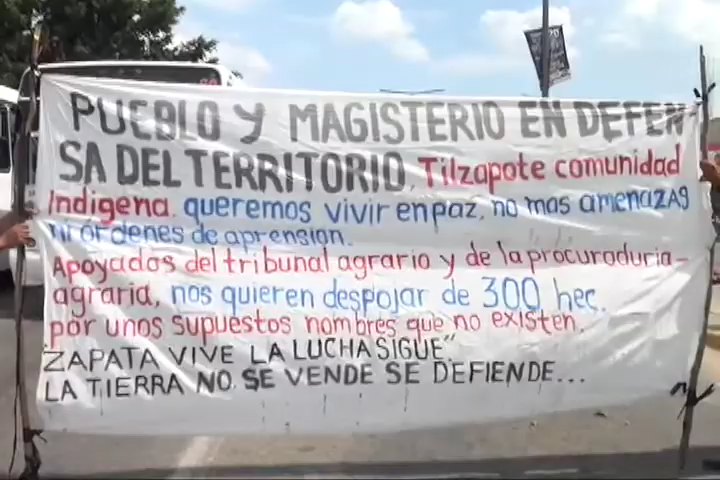 PUEBLO Y MAGISTERIO EN DEFEN
SA DEL TERRITORIO. Tilzapote comunidad
Indigena. queremos vivir en paz, no mas amenazas
ni órdenes de aprension.
Apoyados del tribunal agrario y de la procuraduria-
agraria, nos quieren despojar de 300 hec.
por unos supuestos nombres que no existen.
"ZAPATA VIVE LA LUCHA SIGUE"
LA TIERRA NO SE VENDE SE DEFIENDE...